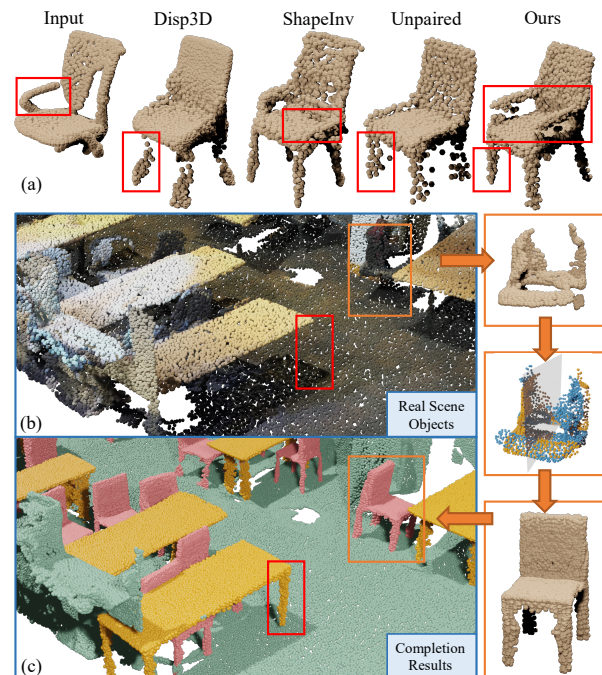 Input Disp3D ShapeInv Unpaired Ours
(a)
(b)
Real Scene
Objects
(c)
Completion
Results